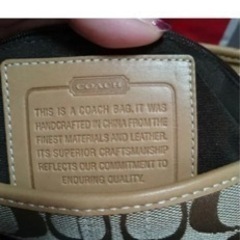 COACH
THIS IS A COACH BAG. IT WAS
HANDCRAFTED IN CHINA FROM THE
FINEST MATERIALS AND LEATHER.
ITS SUPERIOR CRAFTSMANSHIP
REFLECTS OUR COMMITMENT TO
ENDURING QUALITY.